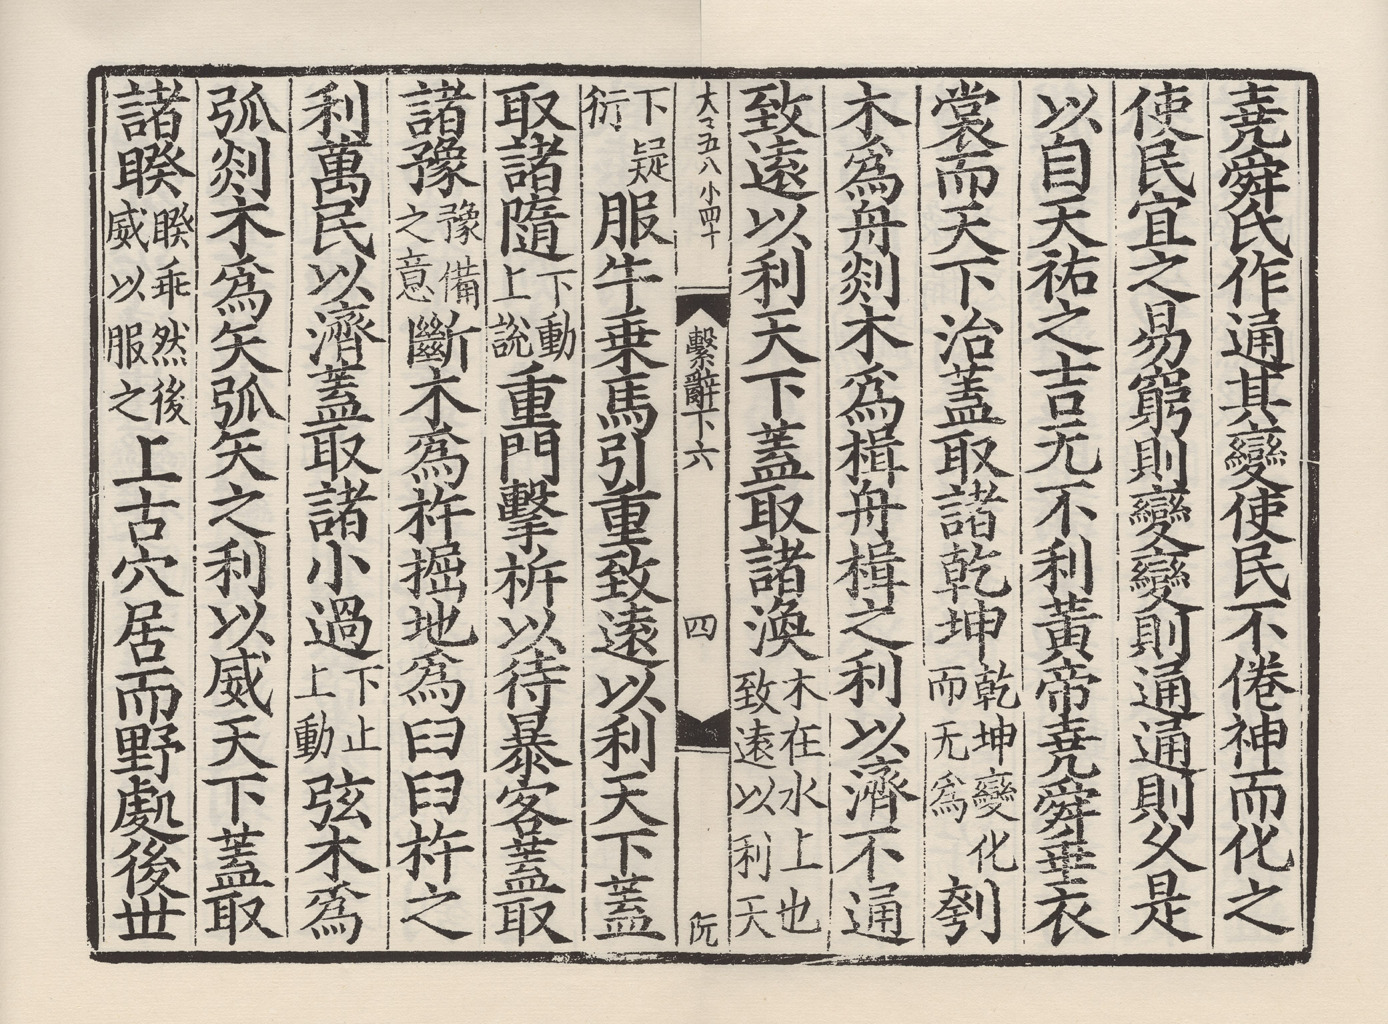 堯舜氏作通其變使民不倦神而化之
使民宜之易窮則變變則通通則久是
以自天祐之吉无不利黃帝堯舜垂衣
裳而天下治蓋取諸乾坤乾坤變化而无爲刳
木爲舟剡木爲楫舟楫之利以濟不通
致遠以利天下蓋取諸渙木在水上也致遠以利天
大三五八小四十
繫辭下六
四
阮
下疑衍服牛乗馬引重致遠以利天下蓋
取諸隨下動上說重門擊柝以待暴客蓋取
諸豫豫備之意斷木爲杵掘地爲臼臼杵之
利萬民以濟蓋取諸小過下止上動弦木爲
弧剡木爲矢弧矢之利以威天下蓋取
諸睽睽乖然後威以服之上古穴居而野處後世